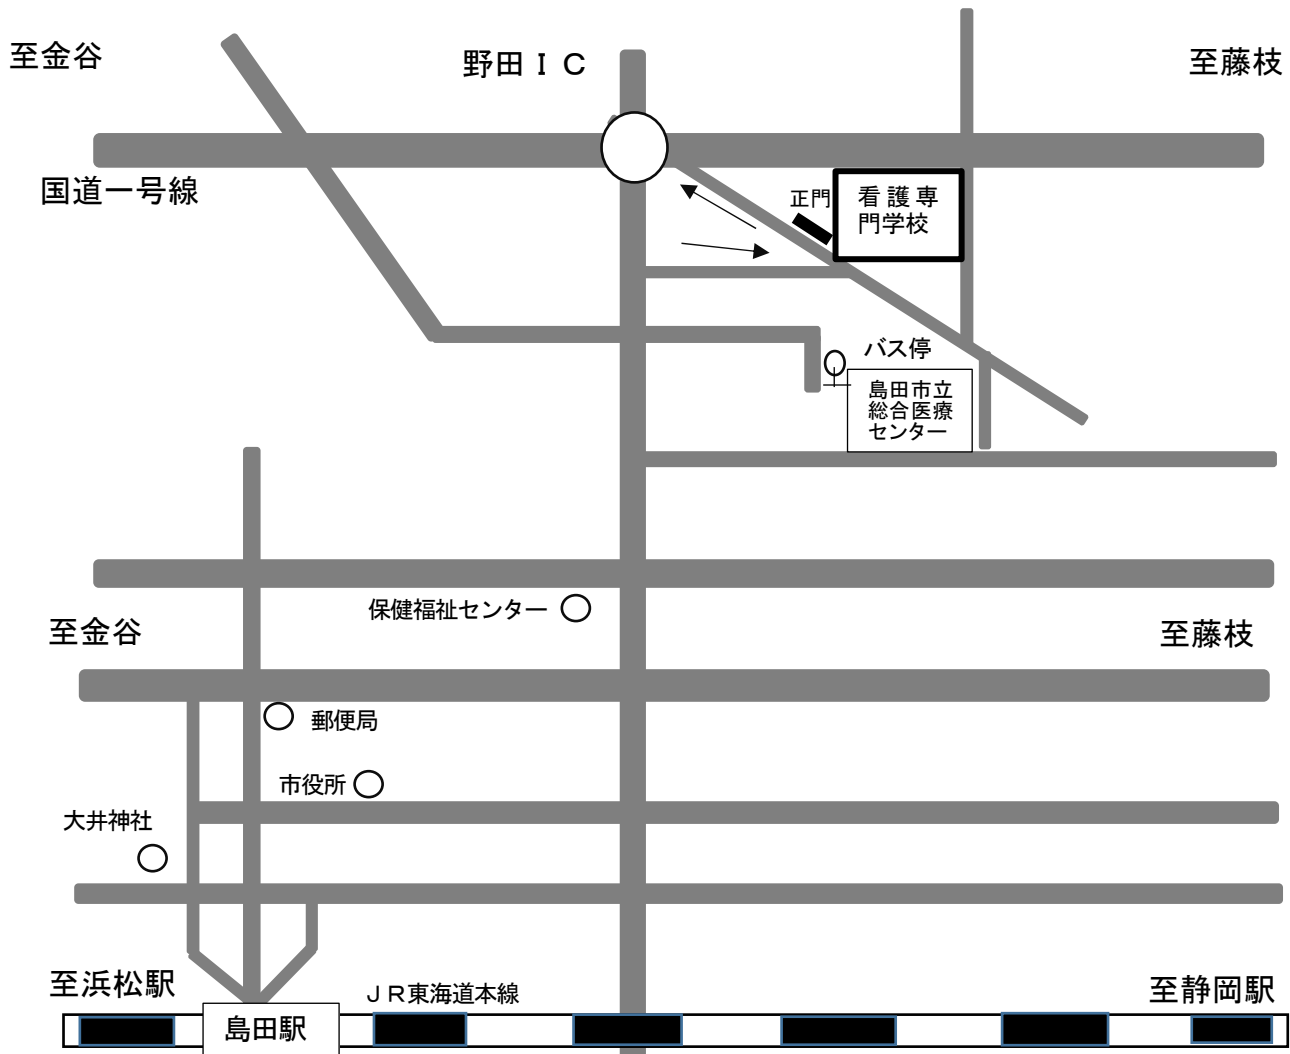 至金谷
野田ＩＣ
至藤枝
国道一号線
正門
看護専
門学校
バス停
島田市立
総合医療
センター
保健福祉センター
至金谷
至藤枝
郵便局
市役所
大井神社
至浜松駅
ＪＲ東海道本線
至静岡駅
島田駅